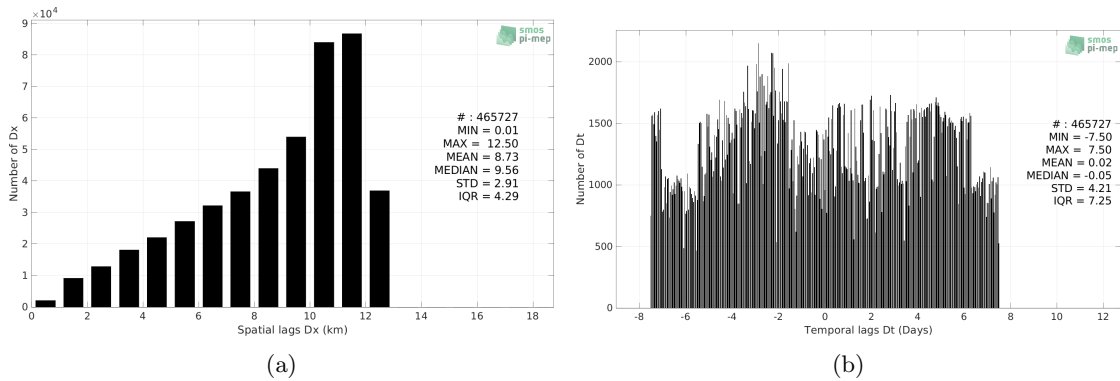 ×10⁴
9
8
7
6
5
4
3
2
1
0
Number of Dx
0 2 4 6 8 10 12 14 16 18
Spatial lags Dx (km)
smos
pi-mep
# : 465727
MIN = 0.01
MAX = 12.50
MEAN = 8.73
MEDIAN = 9.56
STD = 2.91
IQR = 4.29
(a)
2000
1500
1000
500
0
Number of Dt
-8 -6 -4 -2 0 2 4 6 8 10 12
Temporal lags Dt (Days)
smos
pi-mep
# : 465727
MIN = -7.50
MAX = 7.50
MEAN = 0.02
MEDIAN = -0.05
STD = 4.21
IQR = 7.25
(b)